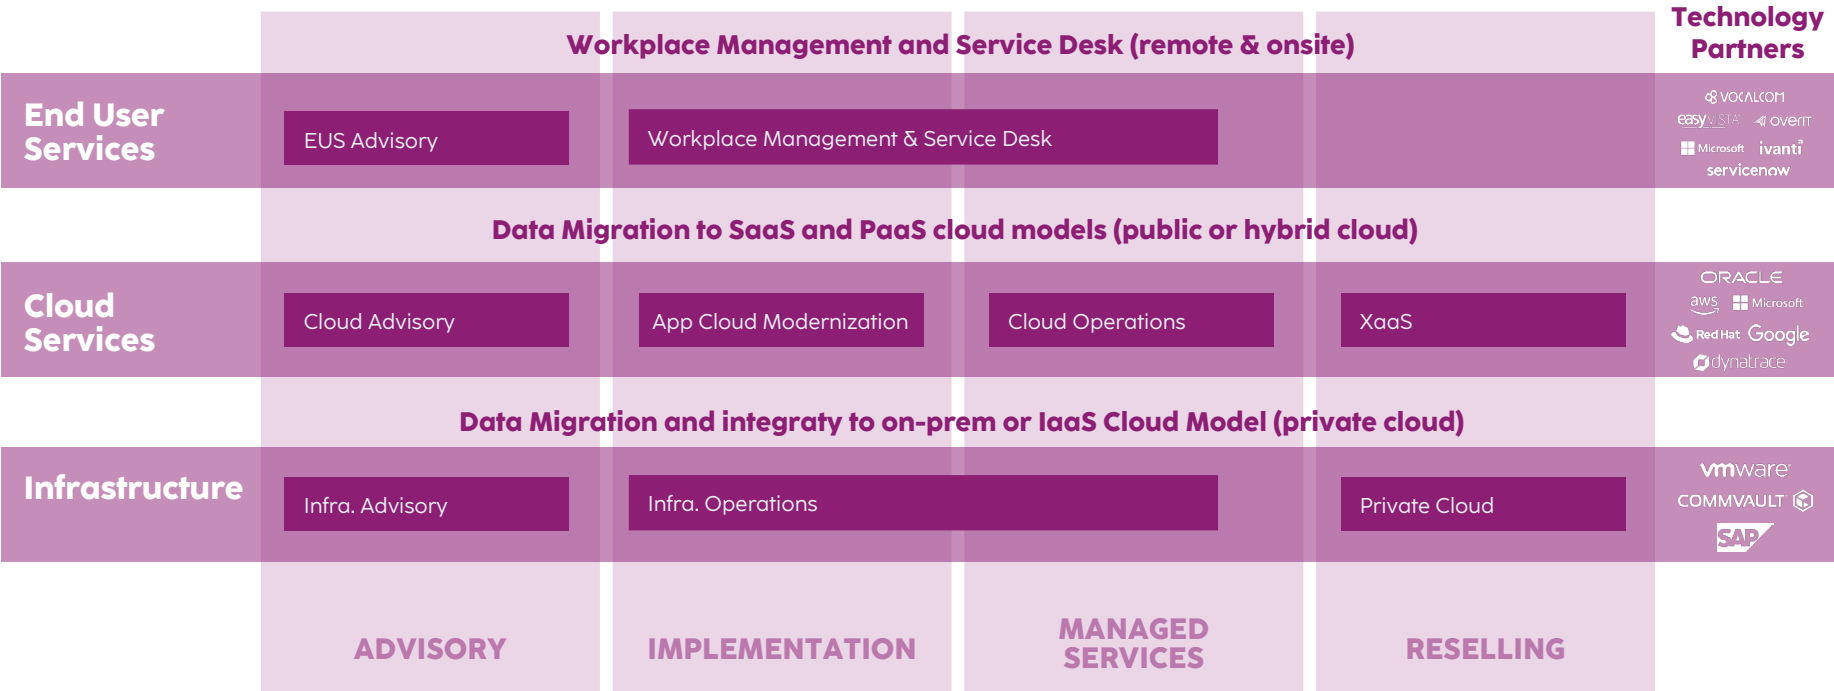 Technology
Partners
Workplace Management and Service Desk (remote & onsite)
End User
Services
EUS Advisory
Workplace Management & Service Desk
VOCALCOM
easyVISTA
overIT
Microsoft
ivanti
servicenow
Data Migration to SaaS and PaaS cloud models (public or hybrid cloud)
Cloud
Services
Cloud Advisory
App Cloud Modernization
Cloud Operations
XaaS
ORACLE
aws
Microsoft
Red Hat
Google
dynatrace
Data Migration and integraty to on-prem or IaaS Cloud Model (private cloud)
Infrastructure
Infra. Advisory
Infra. Operations
Private Cloud
vmware
COMMVAULT
SAP
ADVISORY
IMPLEMENTATION
MANAGED
SERVICES
RESELLING